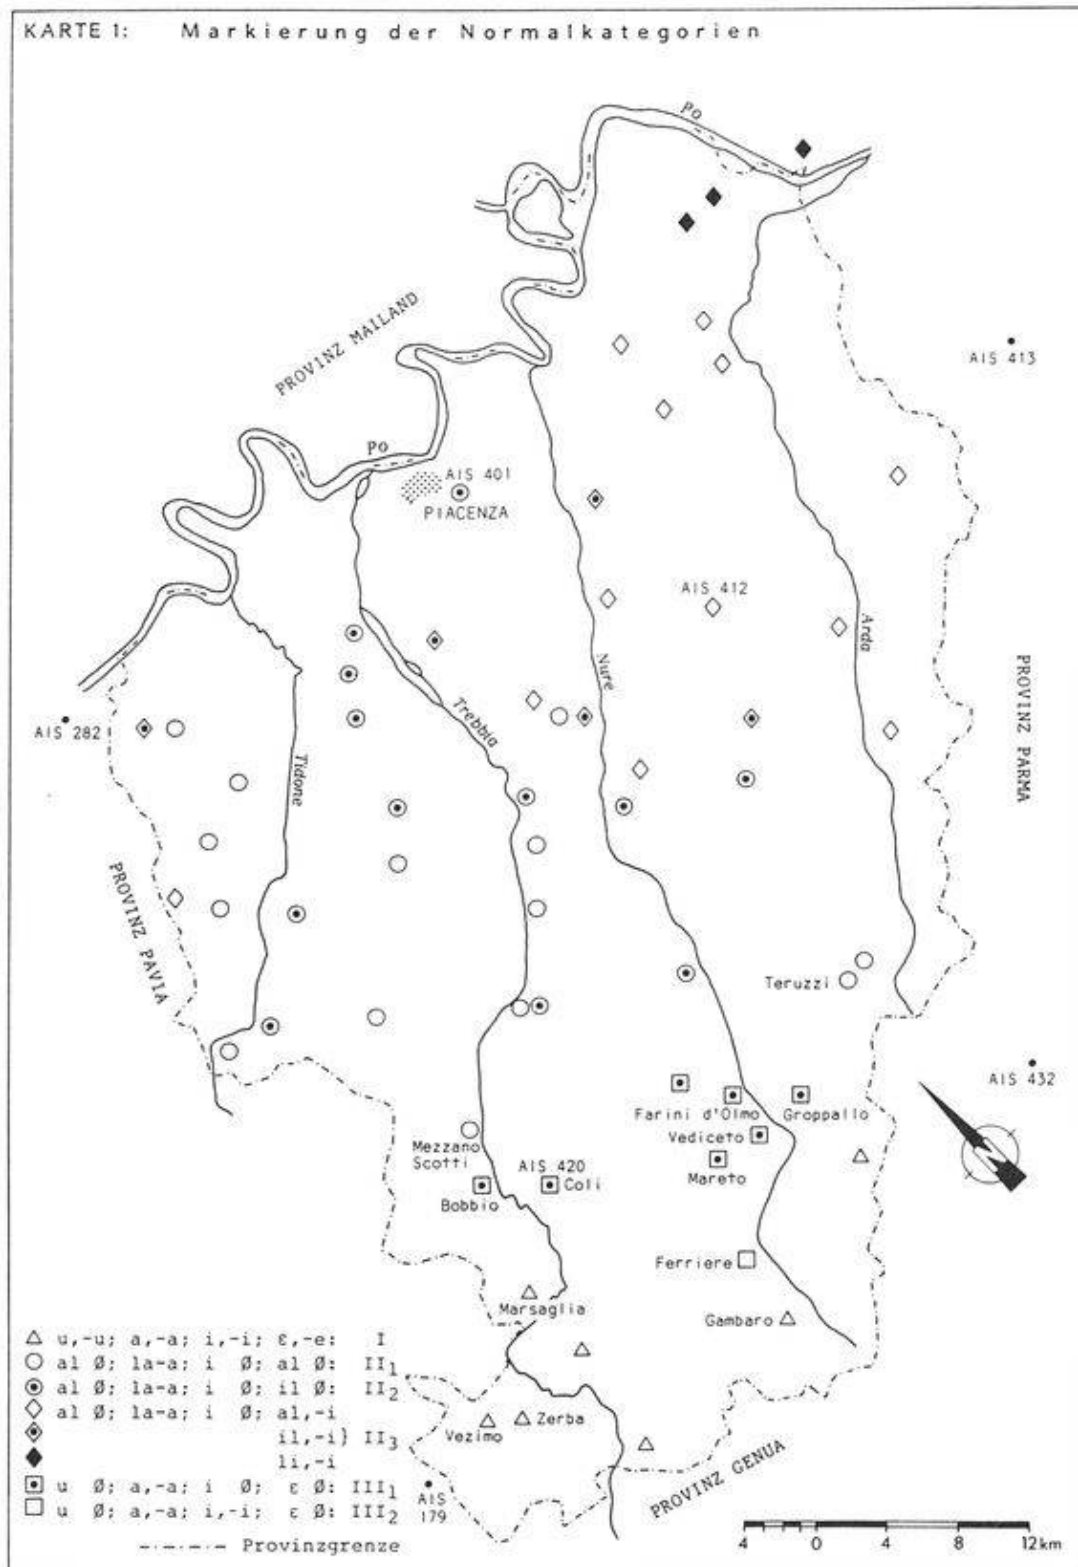 KARTE 1: Markierung der Normalkategorien
Po
PROVINZ MAILAND
AIS 413
Po
AIS 401
PIACENZA
AIS 412
Arda
Nure
PROVINZ PARMA
Trebbia
AIS 282
Tidone
PROVINZ PAVIA
Teruzzi
AIS 432
Farini d'Olmo
Groppallo
Vediceto
Mezzano
Scotti
AIS 420
Mareto
Coli
Bobbio
N
Ferriere
Marsaglia
Gambaro
Zerba
Vezimo
PROVINZ GENUA
AIS
179
u,-u; a,-a; i,-i; ε,-e: I
al Ø; la-a; i Ø; al Ø: II₁
al Ø; la-a; i Ø; il Ø: II₂
al Ø; la-a; i Ø; al,-i
il,-i} II₃
li,-i
u Ø; a,-a; i Ø; ε Ø: III₁
u Ø; a,-a; i,-i; ε Ø: III₂
Provinzgrenze
4 0 4 8 12km